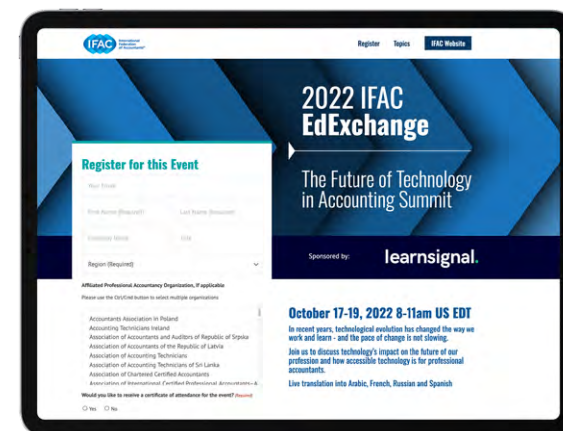 IFAC
International
Federation
of Accountants
Register Topics IFAC Website
2022 IFAC
EdExchange
The Future of Technology
in Accounting Summit
Sponsored by: learnsignal.
Register for this Event
Your Email
First Name (Required) Last Name (Required)
Title
Region (Required)
Affiliated Professional Accountancy Organization, if applicable
Please use the Ctrl/Cmd button to select multiple organizations
Accountants Association in Poland
Accounting Technicians Ireland
Association of Accountants and Auditors of Republic of Srpska
Association of Accountants of the Republic of Latvia
Association of Accounting Technicians
Association of Accounting Technicians of Sri Lanka
Association of Chartered Certified Accountants
Association of International Certified Professional Accountants- A
Would you like to receive a certificate of attendance for the event? (Required)
Yes No
October 17-19, 2022 8-11am US EDT
In recent years, technological evolution has changed the way we
work and learn - and the pace of change is not slowing.
Join us to discuss technology's impact on the future of our
profession and how accessible technology is for professional
accountants.
Live translation into Arabic, French, Russian and Spanish